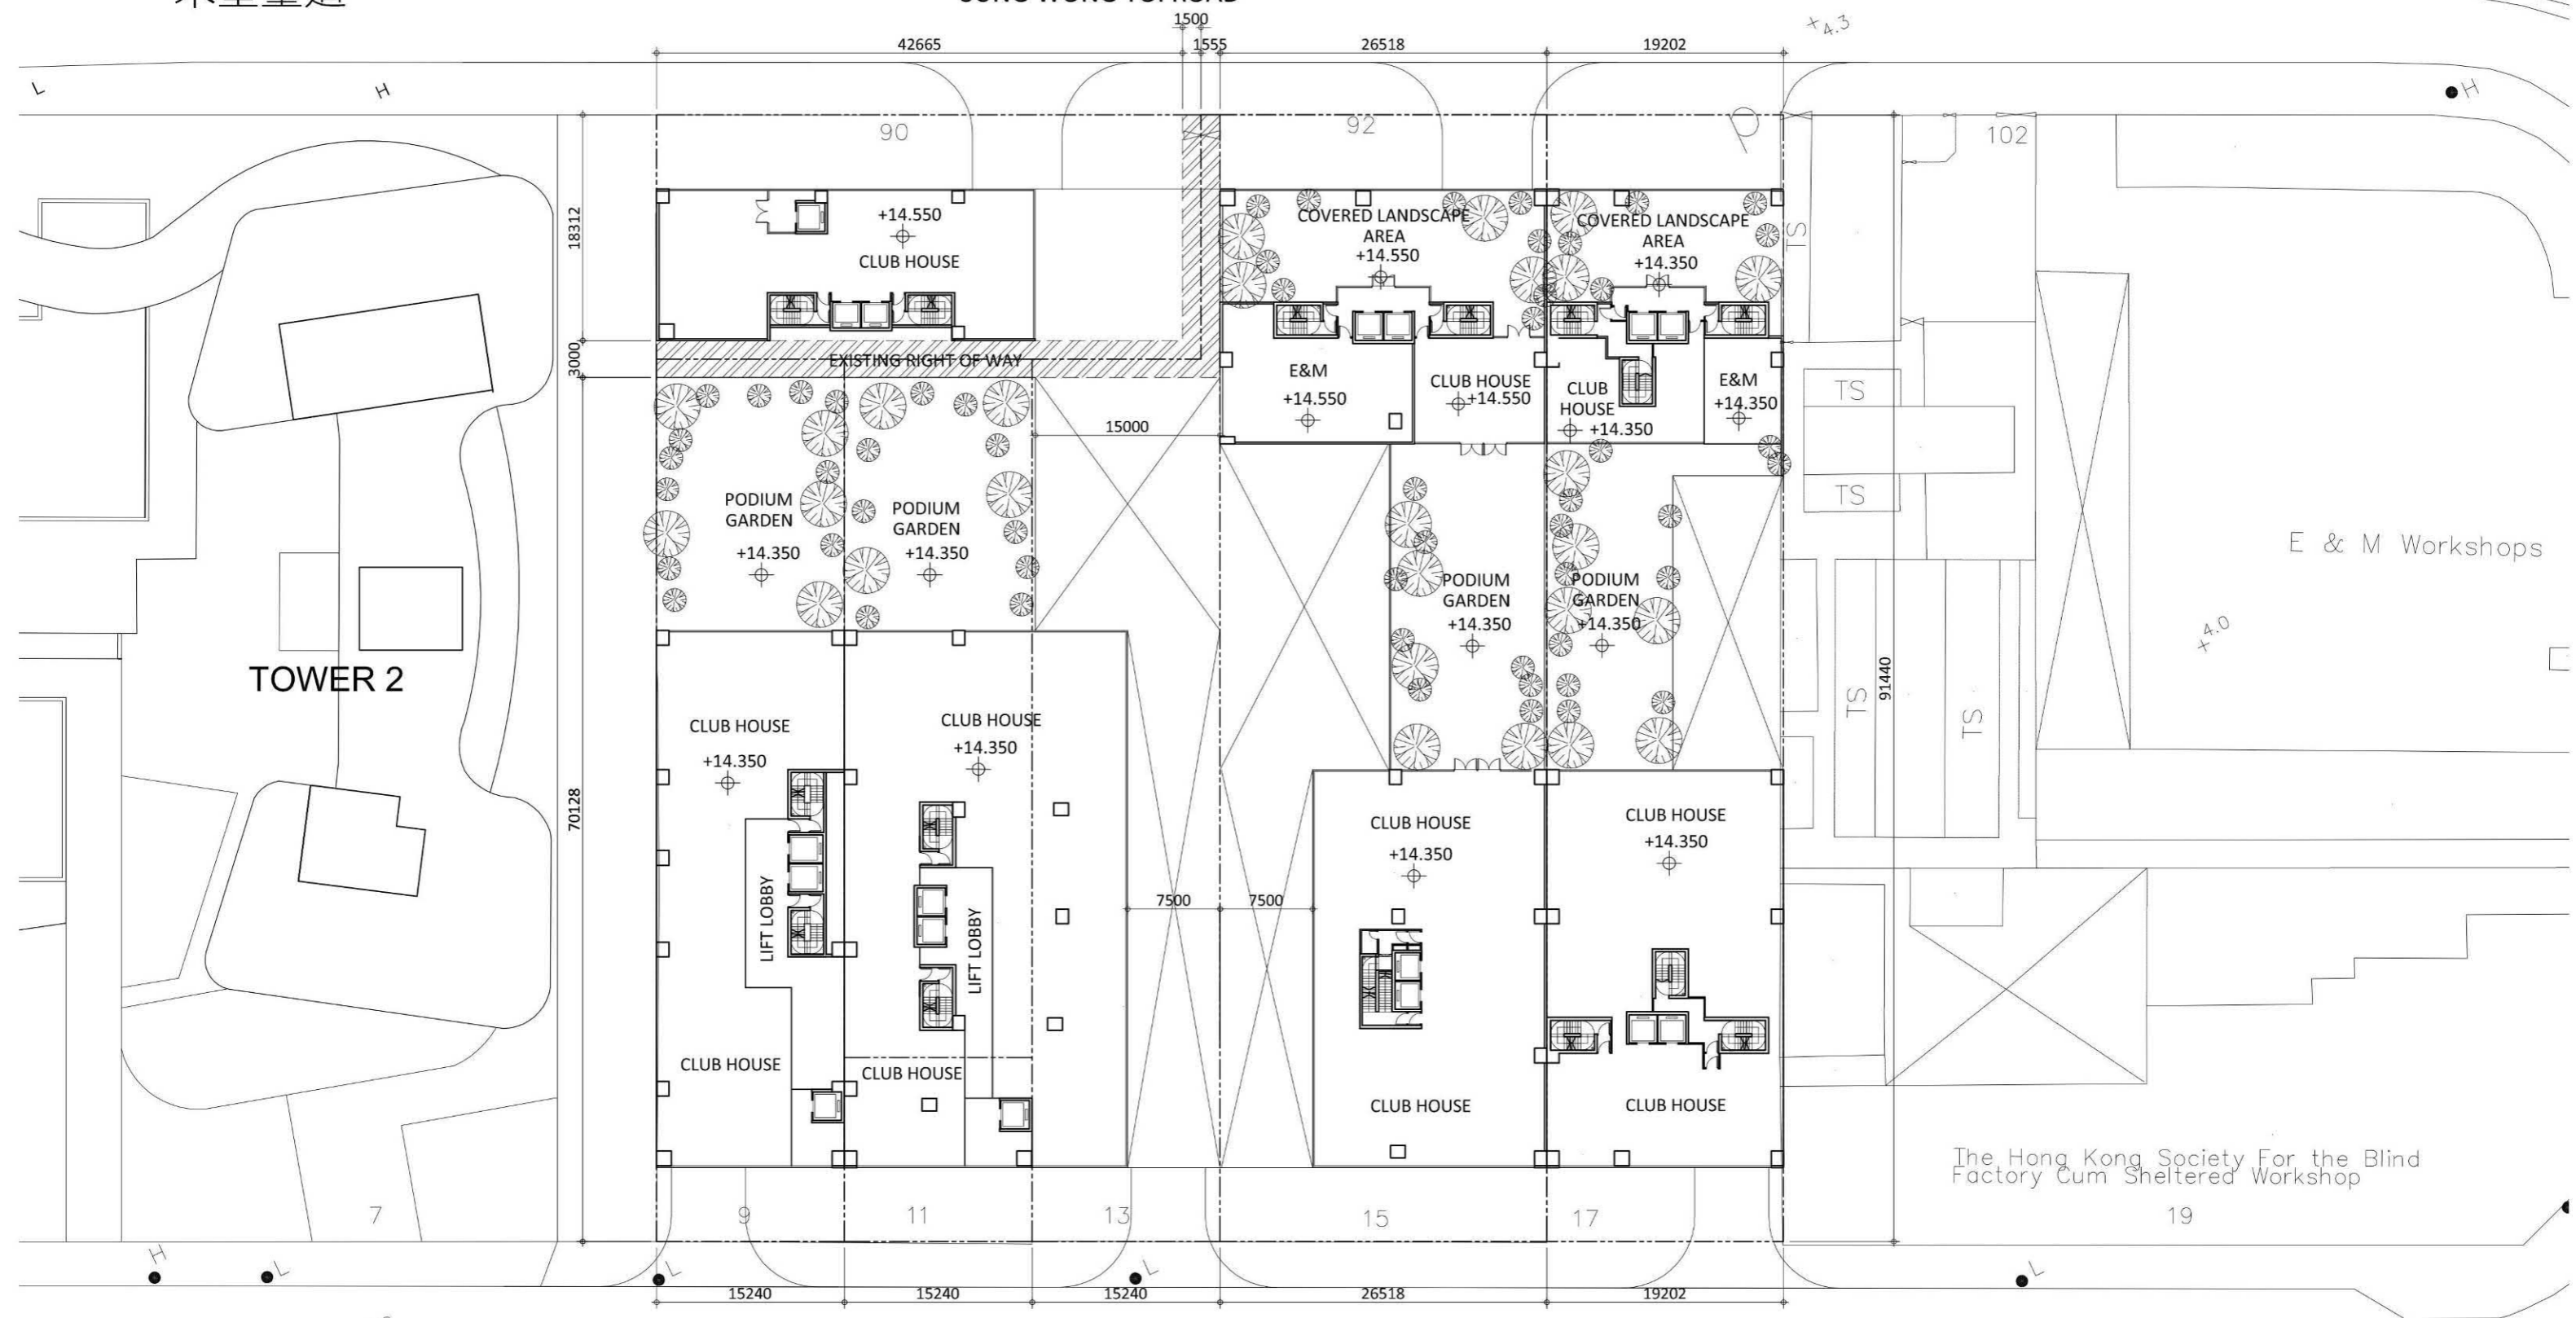 1500
42665
1555
26518
19202
4.3
L
H
H
90
92
102
18312
+14.550
CLUB HOUSE
COVERED LANDSCAPE
AREA
+14.550
COVERED LANDSCAPE
AREA
+14.350
TS
3000
EXISTING RIGHT OF WAY
E&M
+14.550
CLUB HOUSE
+14.550
CLUB
HOUSE
+14.350
E&M
+14.350
TS
15000
PODIUM
GARDEN
+14.350
PODIUM
GARDEN
+14.350
TS
E & M Workshops
PODIUM
GARDEN
+14.350
PODIUM
GARDEN
+14.350
4.0
TOWER 2
91440
TS
TS
CLUB HOUSE
+14.350
CLUB HOUSE
+14.350
70128
CLUB HOUSE
+14.350
CLUB HOUSE
+14.350
LIFT LOBBY
LIFT LOBBY
7500
7500
CLUB HOUSE
CLUB HOUSE
CLUB HOUSE
CLUB HOUSE
The Hong Kong Society For the Blind
Factory Cum Sheltered Workshop
7
9
11
13
15
17
19
H
L
L
L
L
15240
15240
15240
26518
19202